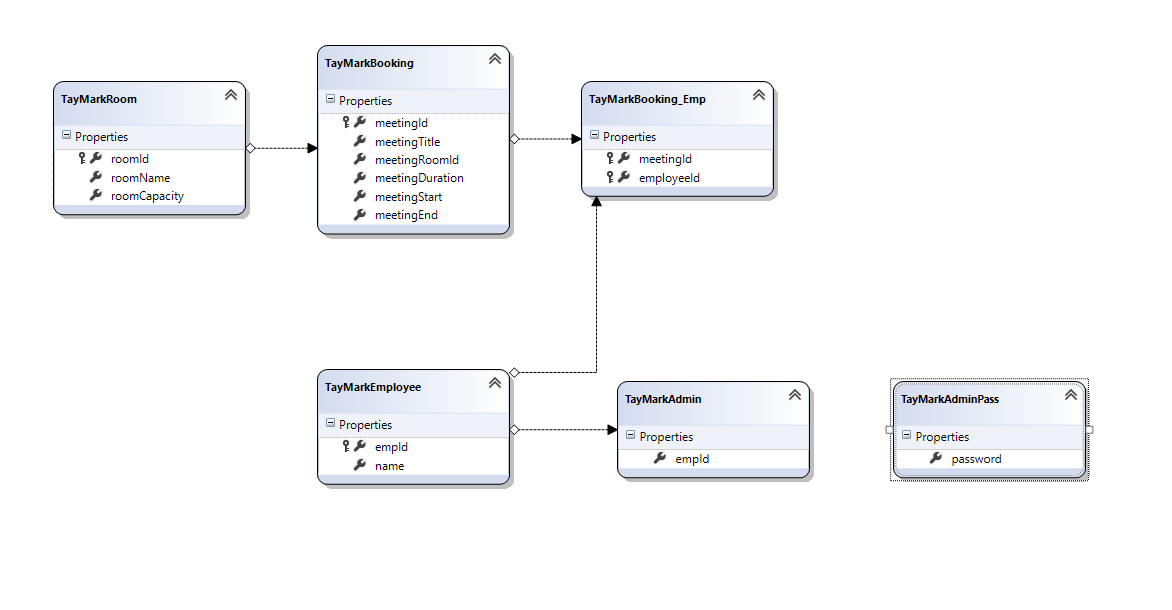 TayMarkRoom
Properties
roomId
roomName
roomCapacity
TayMarkBooking
Properties
meetingId
meetingTitle
meetingRoomId
meetingDuration
meetingStart
meetingEnd
TayMarkBooking_Emp
Properties
meetingId
employeeId
TayMarkEmployee
Properties
empId
name
TayMarkAdmin
Properties
empId
TayMarkAdminPass
Properties
password